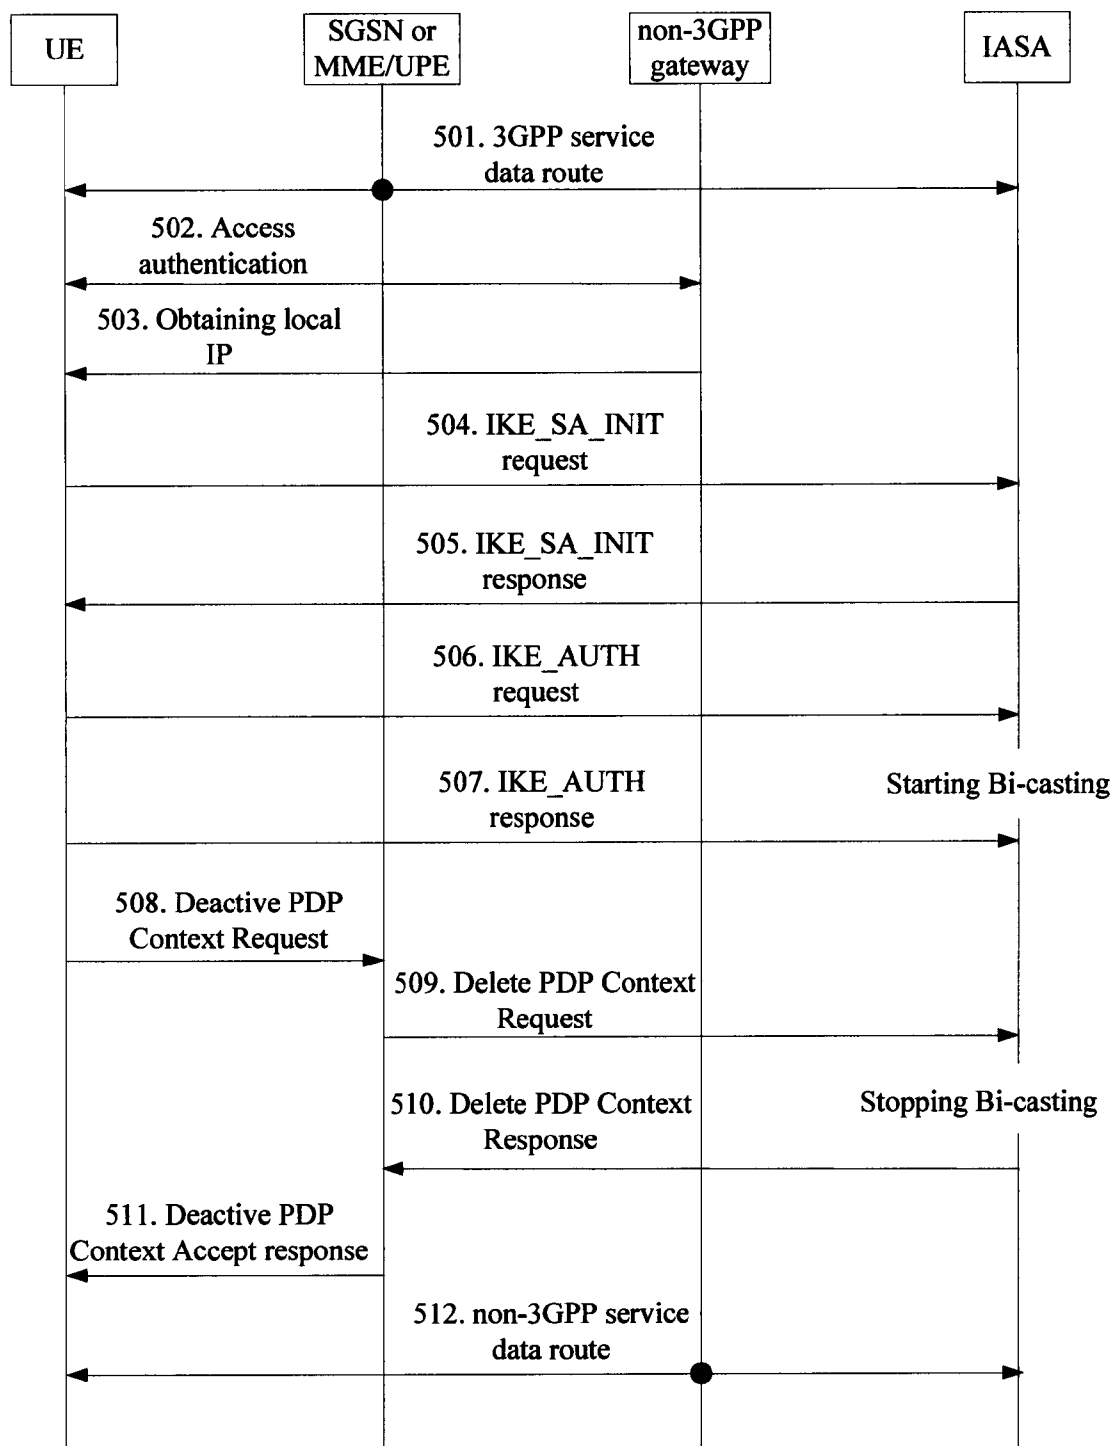 UE
SGSN or
MME/UPE
non-3GPP
gateway
IASA
501. 3GPP service
data route
502. Access
authentication
503. Obtaining local
IP
504. IKE_SA_INIT
request
505. IKE_SA_INIT
response
506. IKE_AUTH
request
507. IKE_AUTH
response
Starting Bi-casting
508. Deactive PDP
Context Request
509. Delete PDP Context
Request
510. Delete PDP Context
Response
Stopping Bi-casting
511. Deactive PDP
Context Accept response
512. non-3GPP service
data route